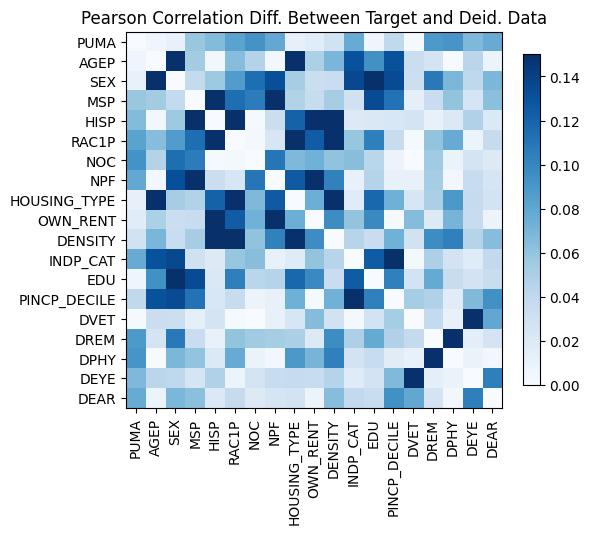 Pearson Correlation Diff. Between Target and Deid. Data
PUMA
AGEP
SEX
MSP
HISP
RAC1P
NOC
NPF
HOUSING_TYPE
OWN_RENT
DENSITY
INDP_CAT
EDU
PINCP_DECILE
DVET
DREM
DPHY
DEYE
DEAR
PUMA
AGEP
SEX
MSP
HISP
RAC1P
NOC
NPF
HOUSING_TYPE
OWN_RENT
DENSITY
INDP_CAT
EDU
PINCP_DECILE
DVET
DREM
DPHY
DEYE
DEAR
0.14
0.12
0.10
0.08
0.06
0.04
0.02
0.00